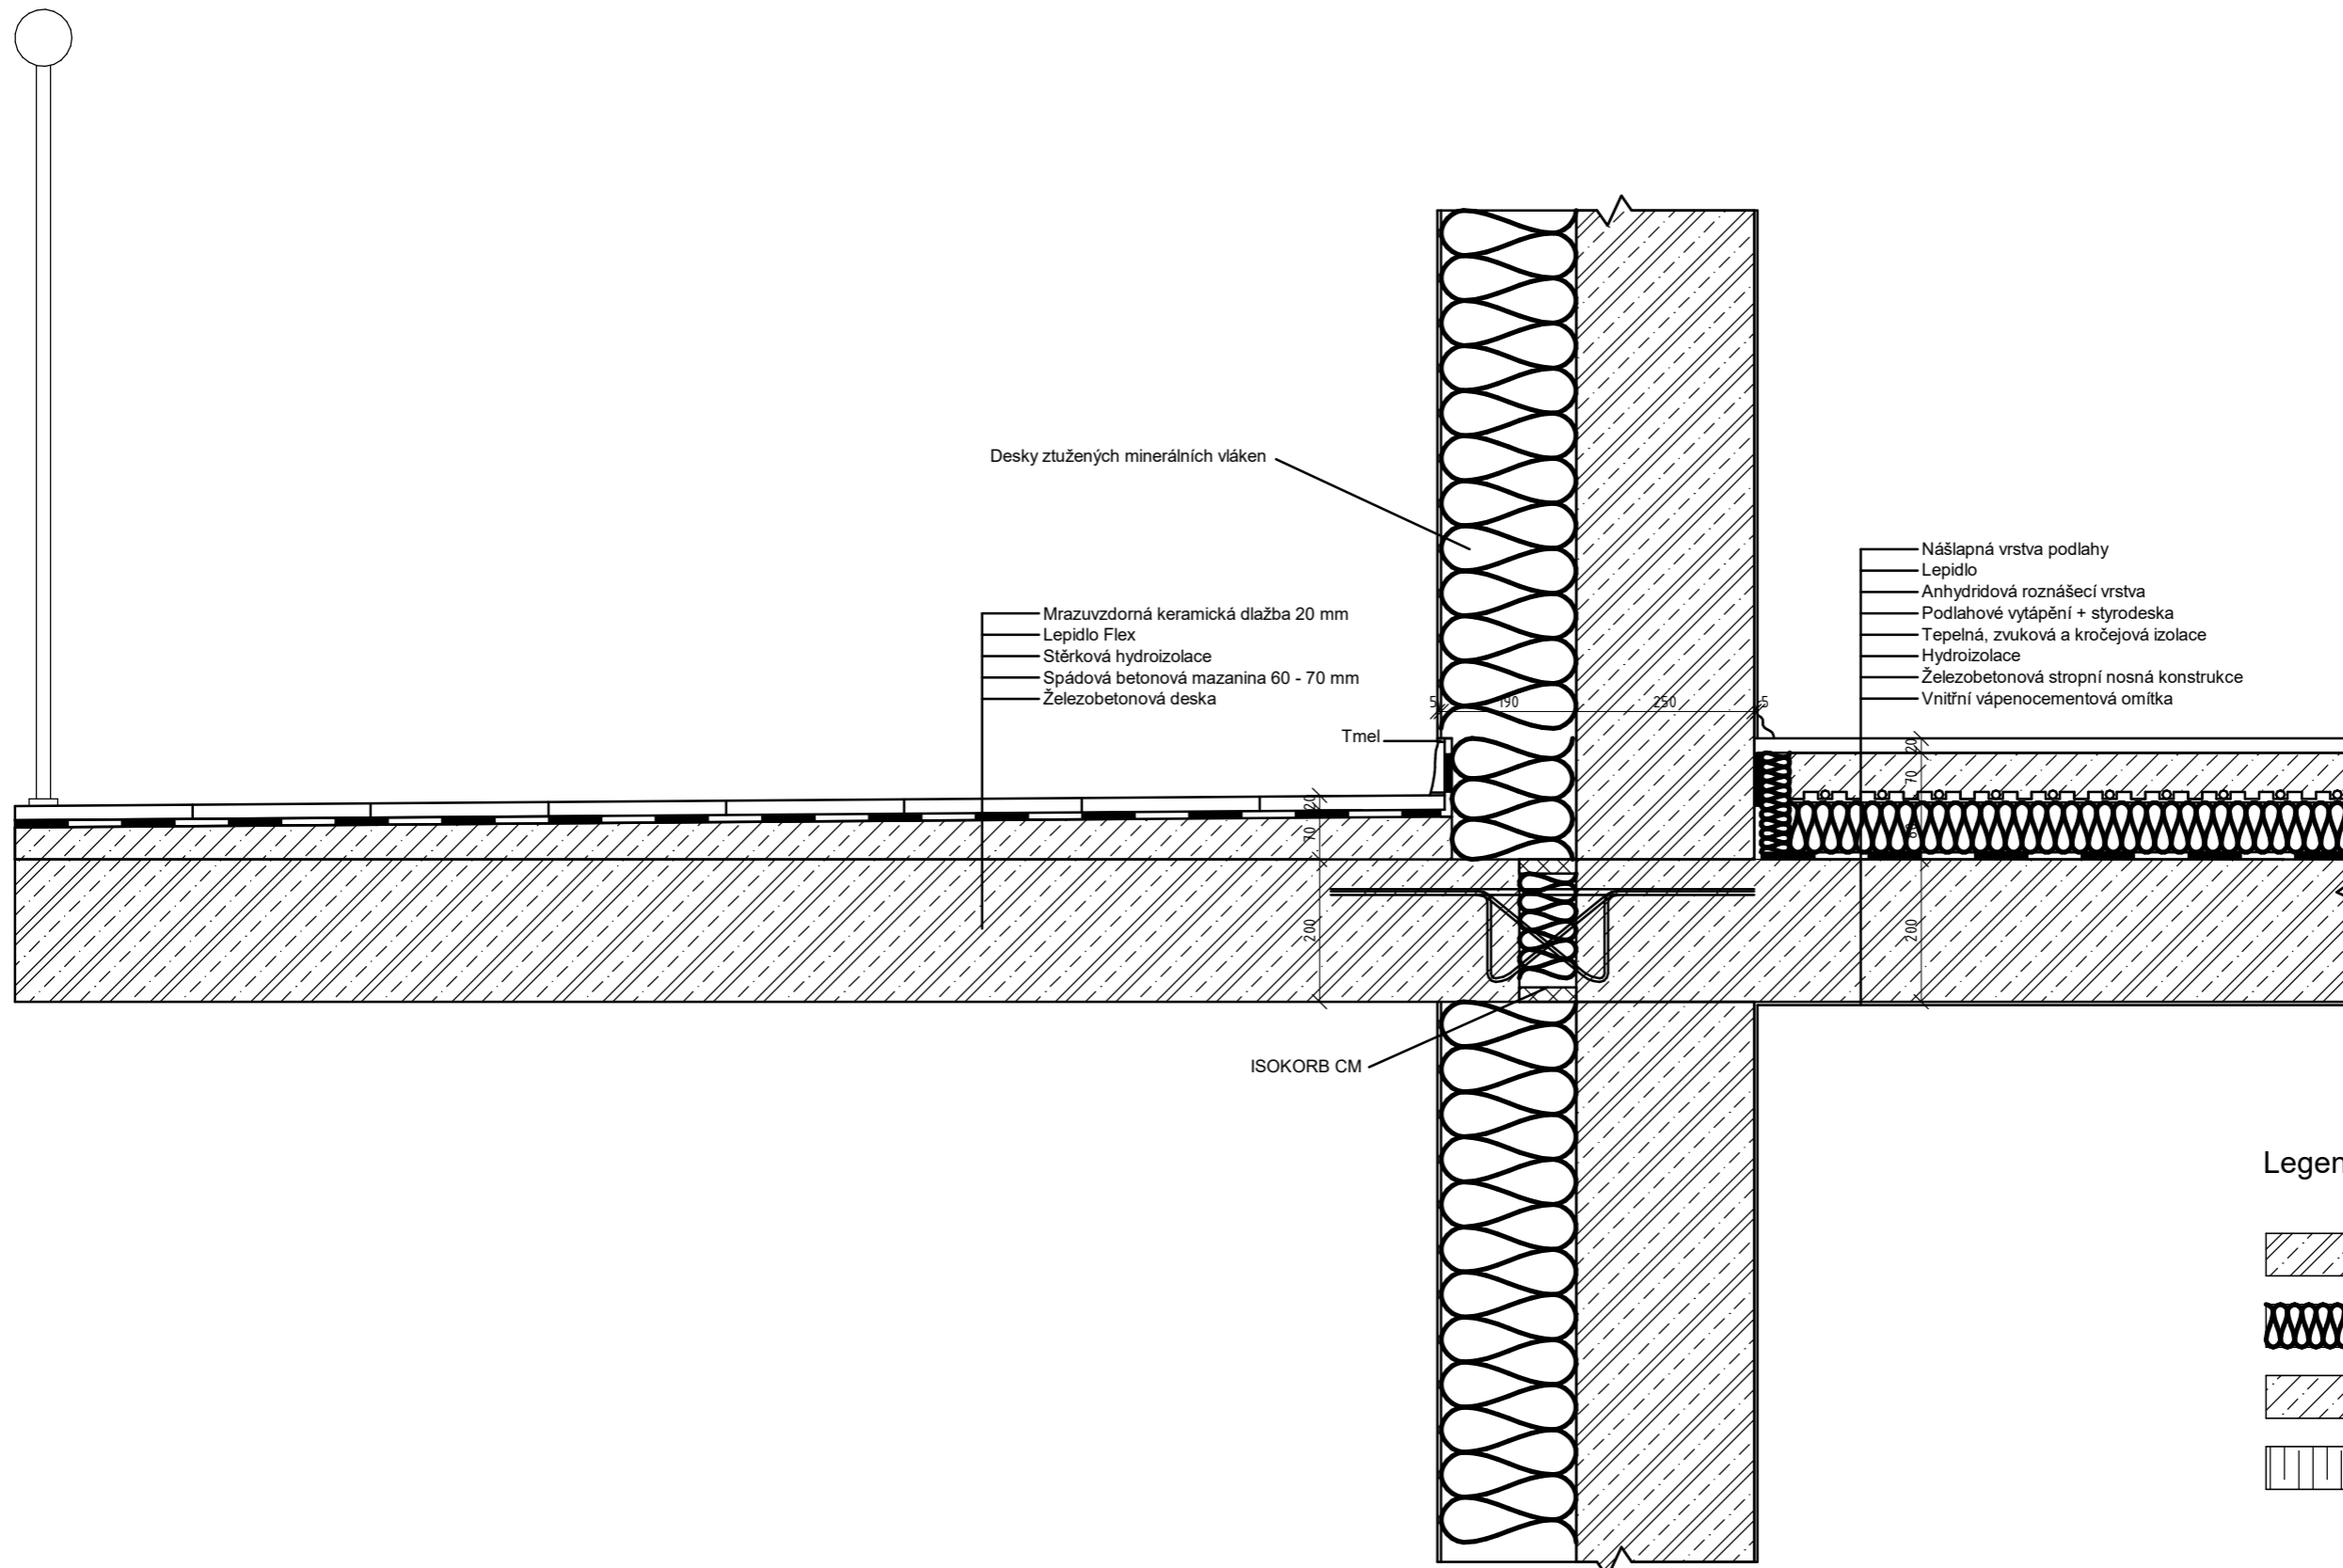 Desky ztužených minerálních vláken
Mrazuvzdorná keramická dlažba 20 mm
Lepidlo Flex
Stěrková hydroizolace
Spádová betonová mazanina 60 - 70 mm
Železobetonová deska
Nášlapná vrstva podlahy
Lepidlo
Anhydridová roznášecí vrstva
Podlahové vytápění + styrodeska
Tepelná, zvuková a kročejová izolace
Hydroizolace
Železobetonová stropní nosná konstrukce
Vnitřní vápenocementová omítka
5 190 250 5
Tmel
20
70
200
20
70
80
200
ISOKORB CM
Legen